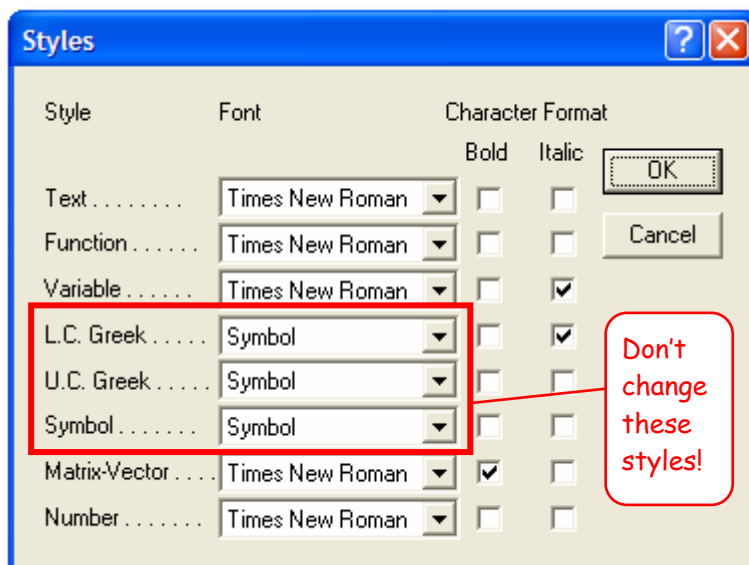 Styles
Style Font Character Format
Bold Italic
OK
Text . . . . . . . . Times New Roman
Function . . . . . . Times New Roman
Cancel
Variable . . . . . . Times New Roman
L.C. Greek . . . . . Symbol
U.C. Greek . . . . . Symbol
Symbol . . . . . . . Symbol
Matrix-Vector . . . . Times New Roman
Number . . . . . . . Times New Roman
Don't
change
these
styles!